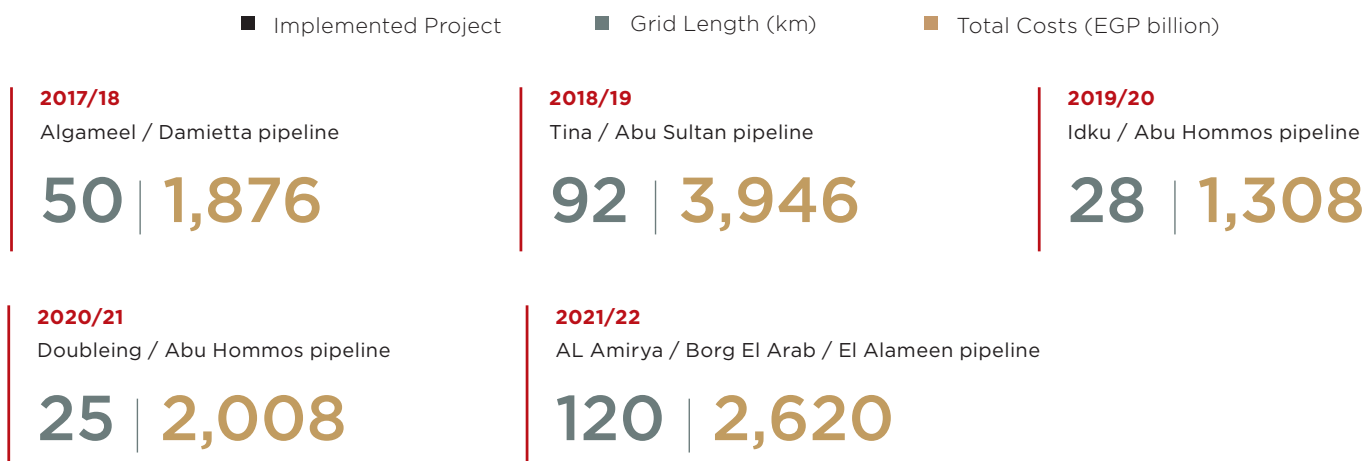 Implemented Project Grid Length (km) Total Costs (EGP billion)
2017/18
Algameel / Damietta pipeline
50 1,876
2018/19
Tina / Abu Sultan pipeline
92 3,946
2019/20
Idku / Abu Hommos pipeline
28 1,308
2020/21
Doubleing / Abu Hommos pipeline
25 2,008
2021/22
AL Amirya / Borg El Arab / El Alameen pipeline
120 2,620